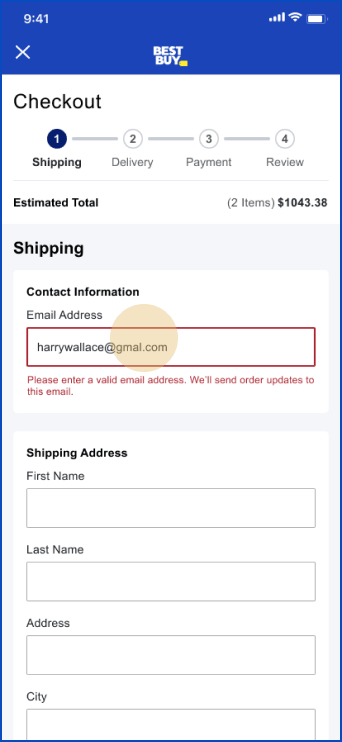 9:41
BEST
BUY
Checkout
1 2 3 4
Shipping Delivery Payment Review
Estimated Total (2 Items) $1043.38
Shipping
Contact Information
Email Address
harrywallace@gmal.com
Please enter a valid email address. We'll send order updates to
this email.
Shipping Address
First Name
Last Name
Address
City